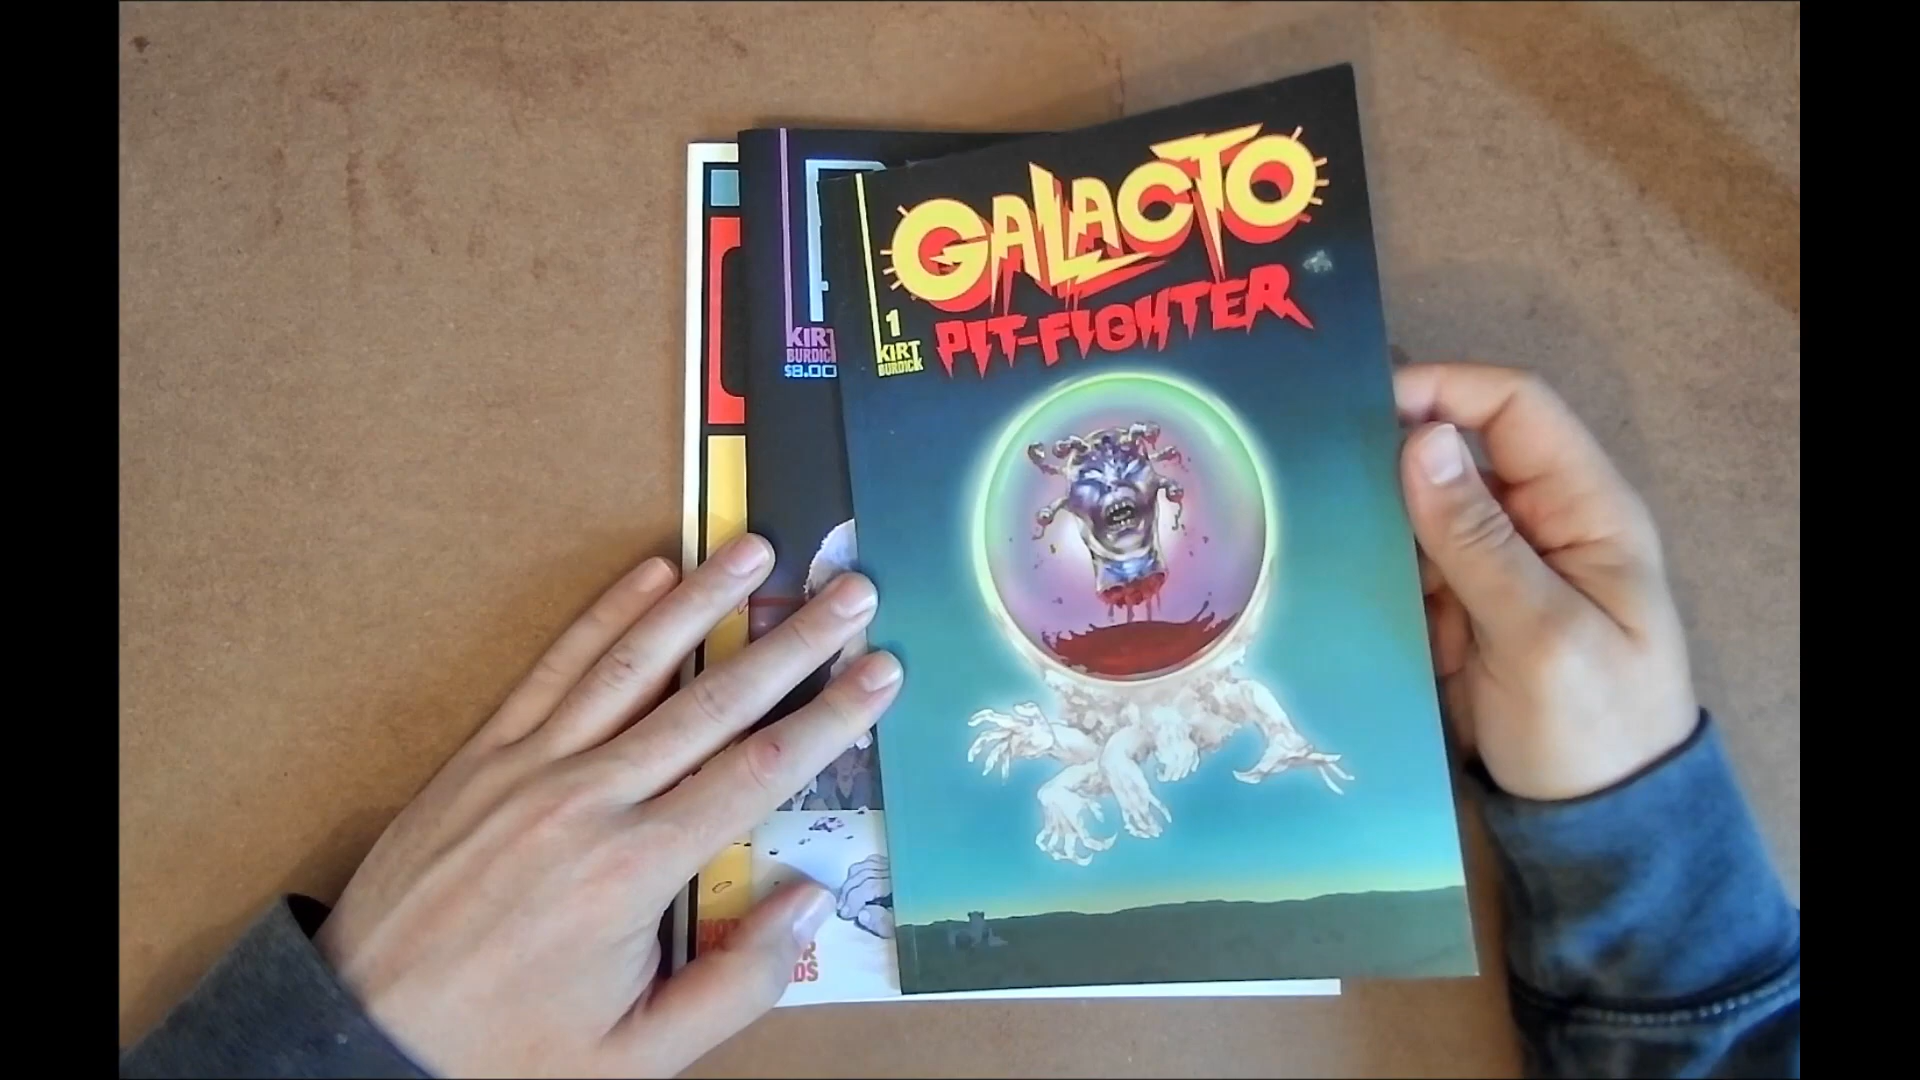 GALACTO
PIT-FIGHTER
1
KIRT
BURDICK
KIRT
BURDICK
$8.00